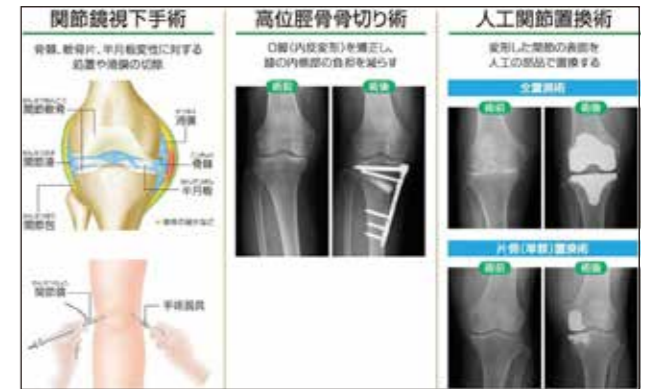 関節鏡視下手術
骨棘、軟骨片、半月板変性に対する
処置や滑膜の切除
関節軟骨
滑膜
関節液
骨棘
半月板
関節包
関節鏡
手術器具
高位脛骨骨切り術
O脚(内反変形)を矯正し、
膝の内側部の負担を減らす
術前
術後
人工関節置換術
変形した関節の表面を
人工の部品で置換する
全置換術
術前
術後
片側(単顆)置換術
術前
術後